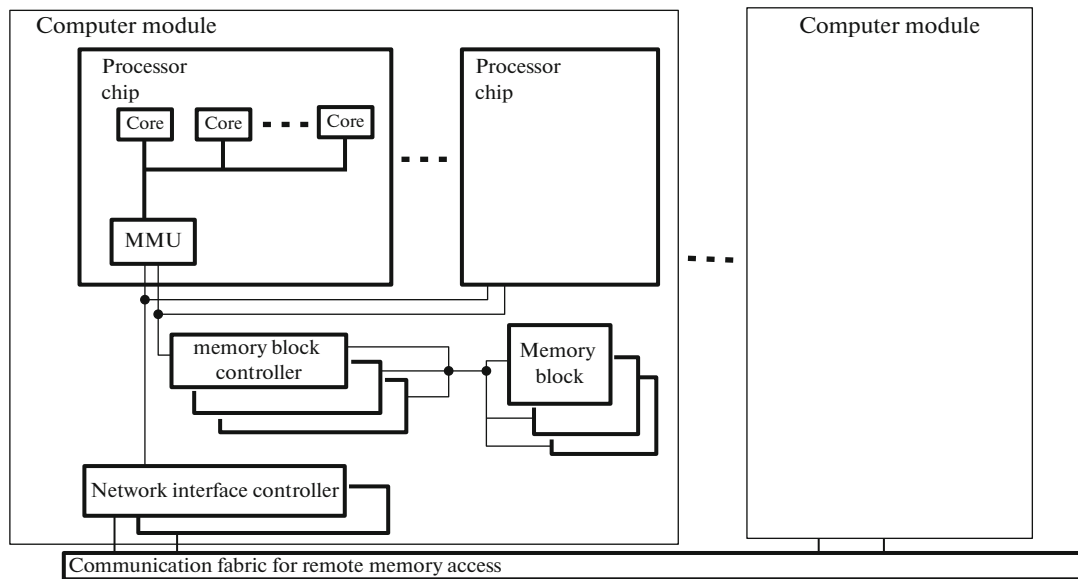 Computer module
Computer module
Processor
chip
Processor
chip
Core
Core
Core
MMU
memory block
controller
Memory
block
Network interface controller
Communication fabric for remote memory access